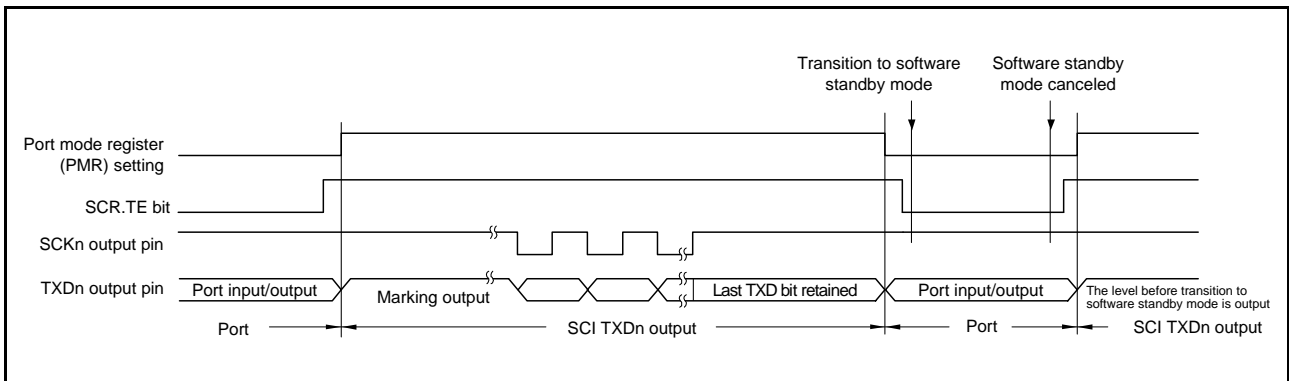 Transition to software
standby mode
Software standby
mode canceled
Port mode register
(PMR) setting
SCR.TE bit
SCKn output pin
TXDn output pin
Port input/output
Marking output
Last TXD bit retained
Port input/output
The level before transition to
software standby mode is output
Port
SCI TXDn output
Port
SCI TXDn output